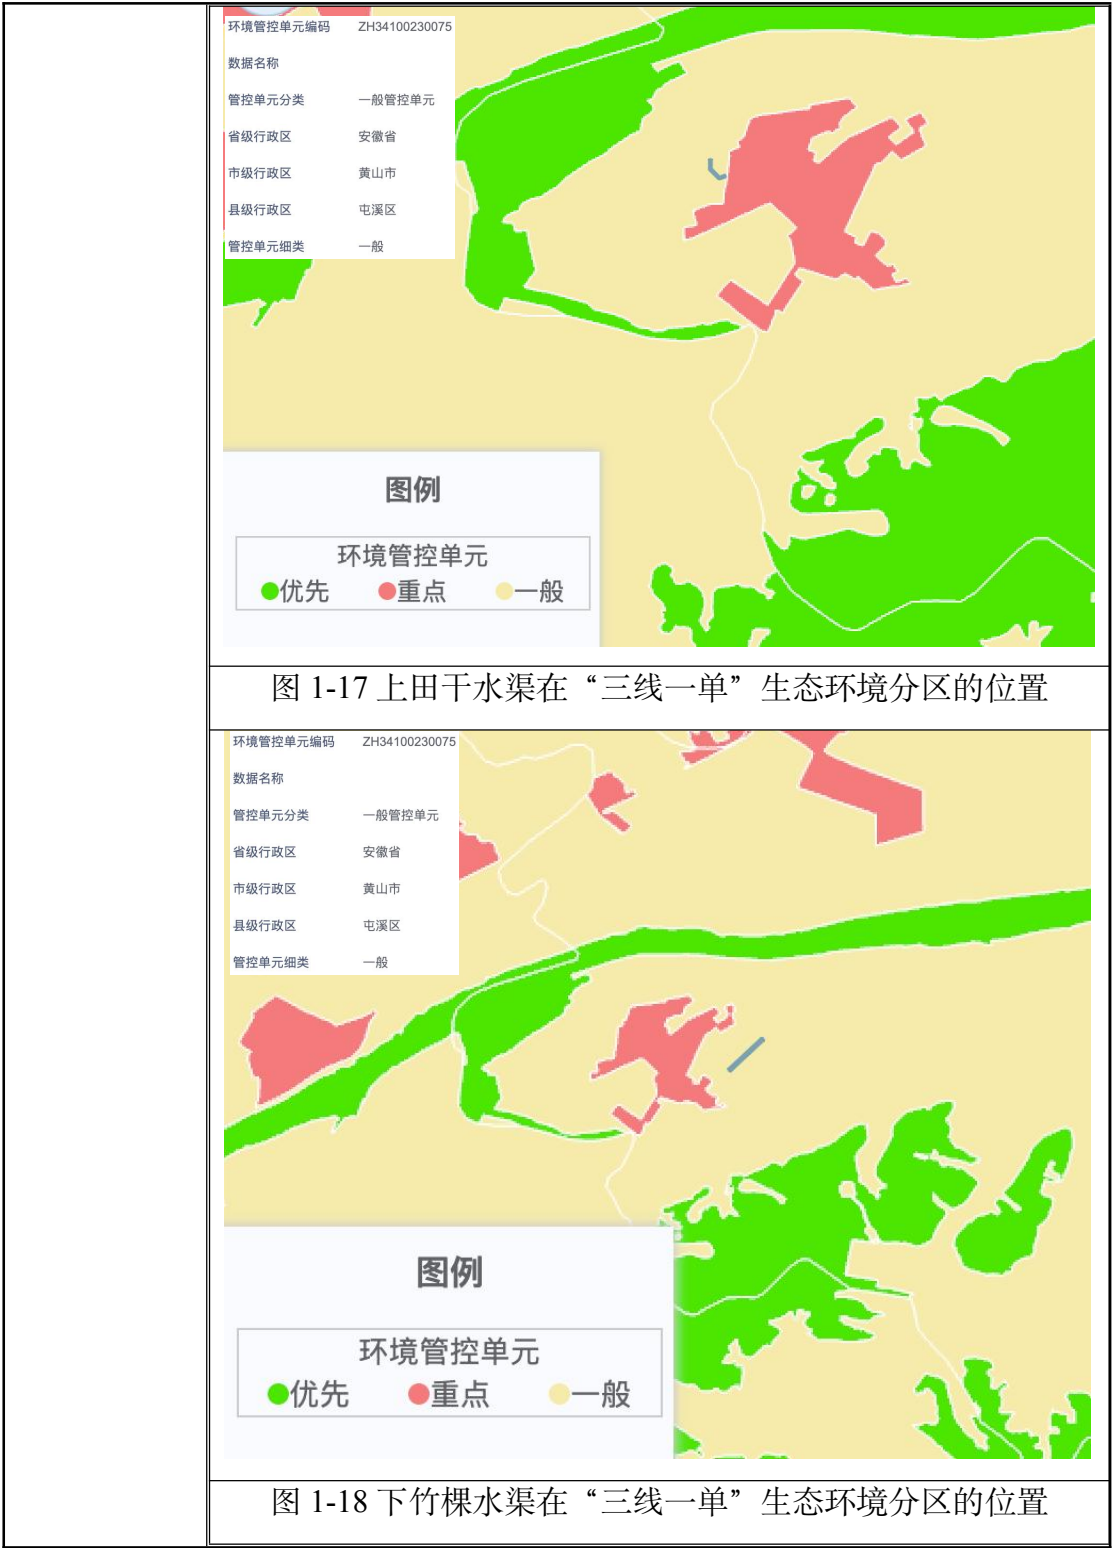 环境管控单元编码 ZH34100230075
数据名称
管控单元分类 一般管控单元
省级行政区 安徽省
市级行政区 黄山市
县级行政区 屯溪区
管控单元细类 一般
图例
环境管控单元
优先 重点 一般
图 1-17 上田干水渠在“三线一单”生态环境分区的位置
环境管控单元编码 ZH34100230075
数据名称
管控单元分类 一般管控单元
省级行政区 安徽省
市级行政区 黄山市
县级行政区 屯溪区
管控单元细类 一般
图例
环境管控单元
优先 重点 一般
图 1-18 下竹棵水渠在“三线一单”生态环境分区的位置